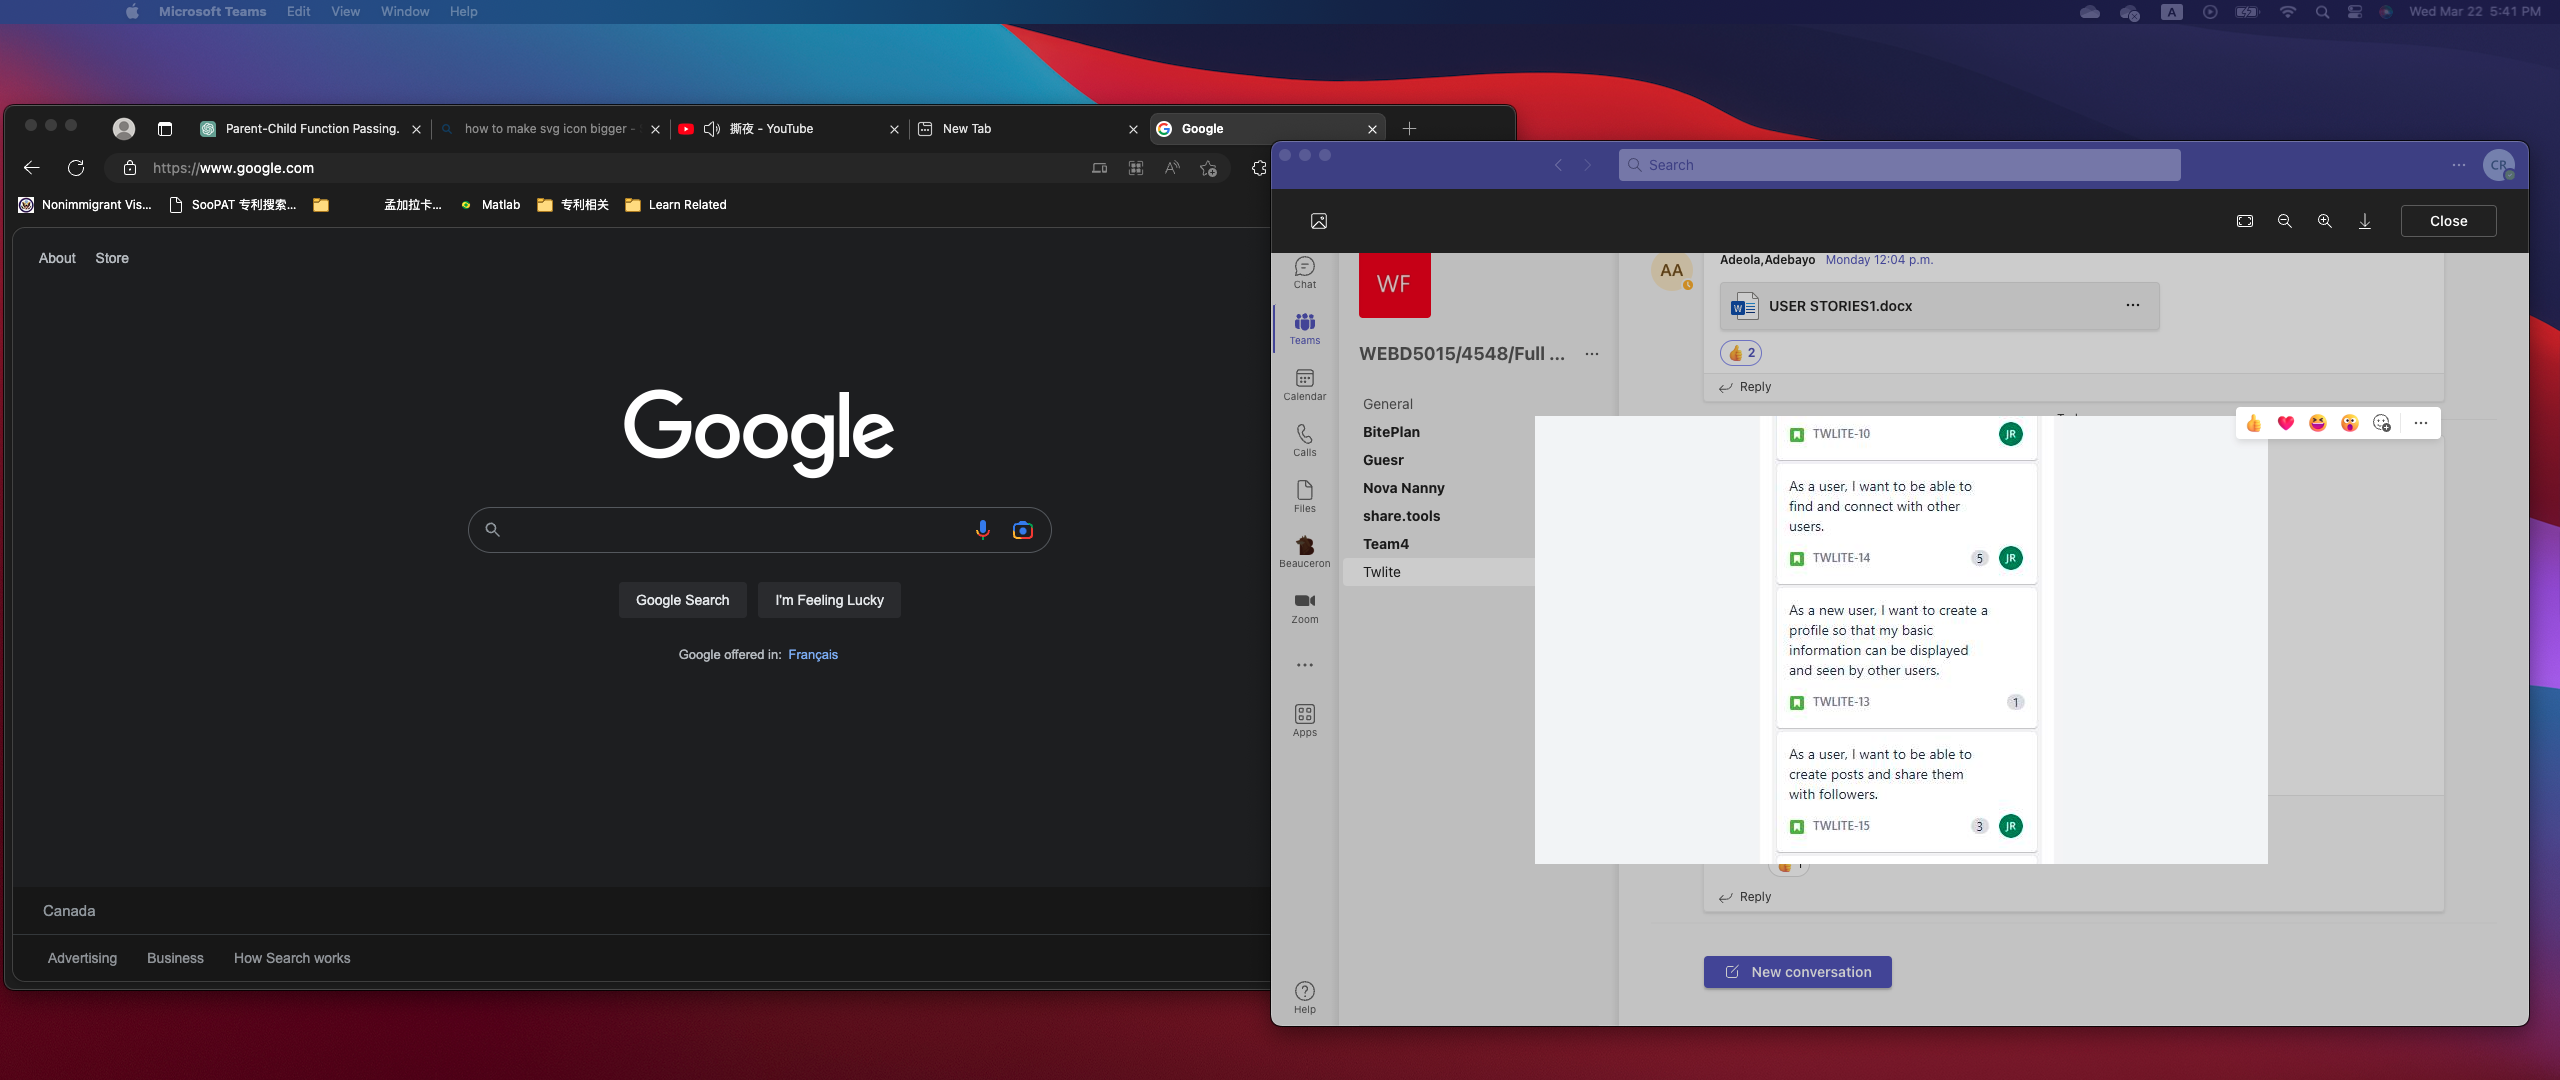 Microsoft Teams Edit View Window Help
A Wed Mar 22 5:41 PM
Parent-Child Function Passing.
how to make svg icon bigger -
撕夜 - YouTube
New Tab
Google
https://www.google.com
Nonimmigrant Vis...
SooPAT 专利搜索...
孟加拉卡...
Matlab
专利相关
Learn Related
About Store
Google
Google Search
I'm Feeling Lucky
Google offered in: Français
Canada
Advertising Business How Search works
Search
CR
Close
Chat
Teams
Calendar
Calls
Files
Beauceron
Zoom
Apps
Help
WF
WEBD5015/4548/Full ...
General
BitePlan
Guesr
Nova Nanny
share.tools
Team4
Twlite
AA
Adeola,Adebayo Monday 12:04 p.m.
USER STORIES1.docx
2
Reply
TWLITE-10 JR
As a user, I want to be able to
find and connect with other
users.
TWLITE-14 5 JR
As a new user, I want to create a
profile so that my basic
information can be displayed
and seen by other users.
TWLITE-13 1
As a user, I want to be able to
create posts and share them
with followers.
TWLITE-15 3 JR
Reply
New conversation